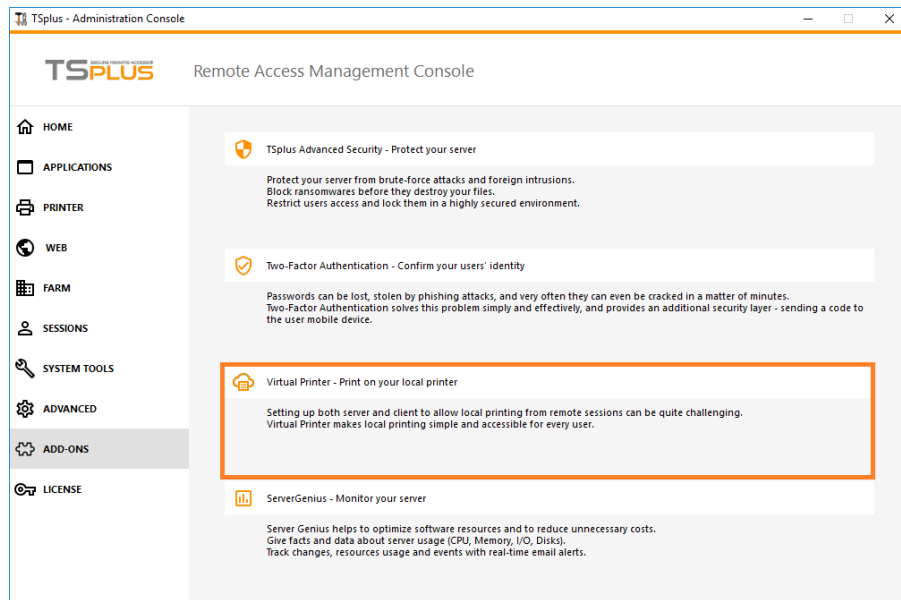 TSplus - Administration Console
SECURE REMOTE ACCESS
TSPLUS
Remote Access Management Console
HOME
APPLICATIONS
PRINTER
WEB
FARM
SESSIONS
SYSTEM TOOLS
ADVANCED
ADD-ONS
LICENSE
TSplus Advanced Security - Protect your server
Protect your server from brute-force attacks and foreign intrusions.
Block ransomwares before they destroy your files.
Restrict users access and lock them in a highly secured environment.
Two-Factor Authentication - Confirm your users' identity
Passwords can be lost, stolen by phishing attacks, and very often they can even be cracked in a matter of minutes.
Two-Factor Authentication solves this problem simply and effectively, and provides an additional security layer - sending a code to
the user mobile device.
Virtual Printer - Print on your local printer
Setting up both server and client to allow local printing from remote sessions can be quite challenging.
Virtual Printer makes local printing simple and accessible for every user.
ServerGenius - Monitor your server
Server Genius helps to optimize software resources and to reduce unnecessary costs.
Give facts and data about server usage (CPU, Memory, I/O, Disks).
Track changes, resources usage and events with real-time email alerts.